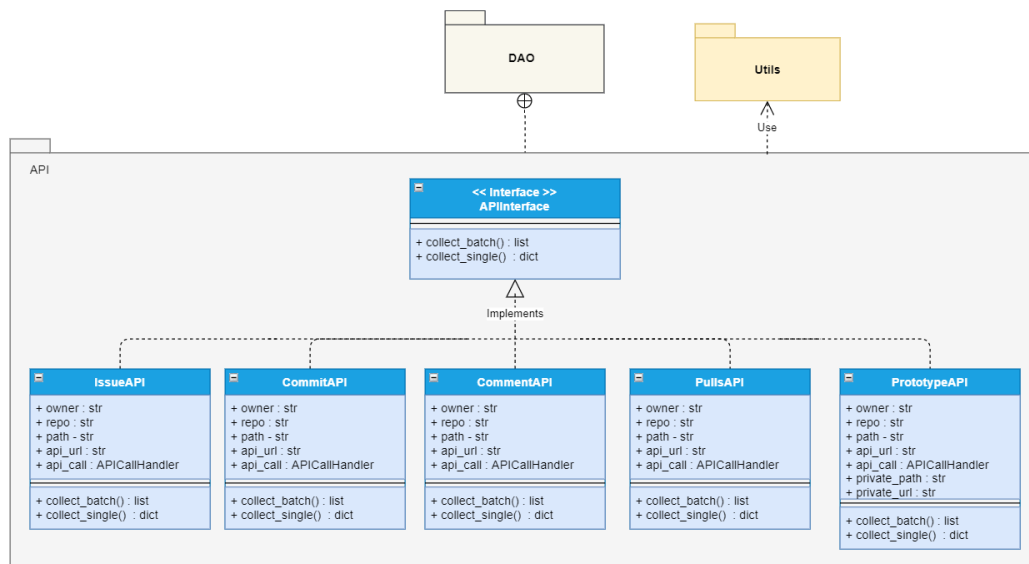 DAO
Utils
Use
API
<< Interface >>
APIInterface
+ collect_batch() : list
+ collect_single()  : dict
Implements
IssueAPI
+ owner : str
+ repo : str
+ path - str
+ api_url : str
+ api_call : APICallHandler
+ collect_batch() : list
+ collect_single()  : dict
CommitAPI
+ owner : str
+ repo : str
+ path - str
+ api_url : str
+ api_call : APICallHandler
+ collect_batch() : list
+ collect_single()  : dict
CommentAPI
+ owner : str
+ repo : str
+ path - str
+ api_url : str
+ api_call : APICallHandler
+ collect_batch() : list
+ collect_single()  : dict
PullsAPI
+ owner : str
+ repo : str
+ path - str
+ api_url : str
+ api_call : APICallHandler
+ collect_batch() : list
+ collect_single()  : dict
PrototypeAPI
+ owner : str
+ repo : str
+ path - str
+ api_url : str
+ api_call : APICallHandler
+ private_path : str
+ private_url : str
+ collect_batch() : list
+ collect_single()  : dict